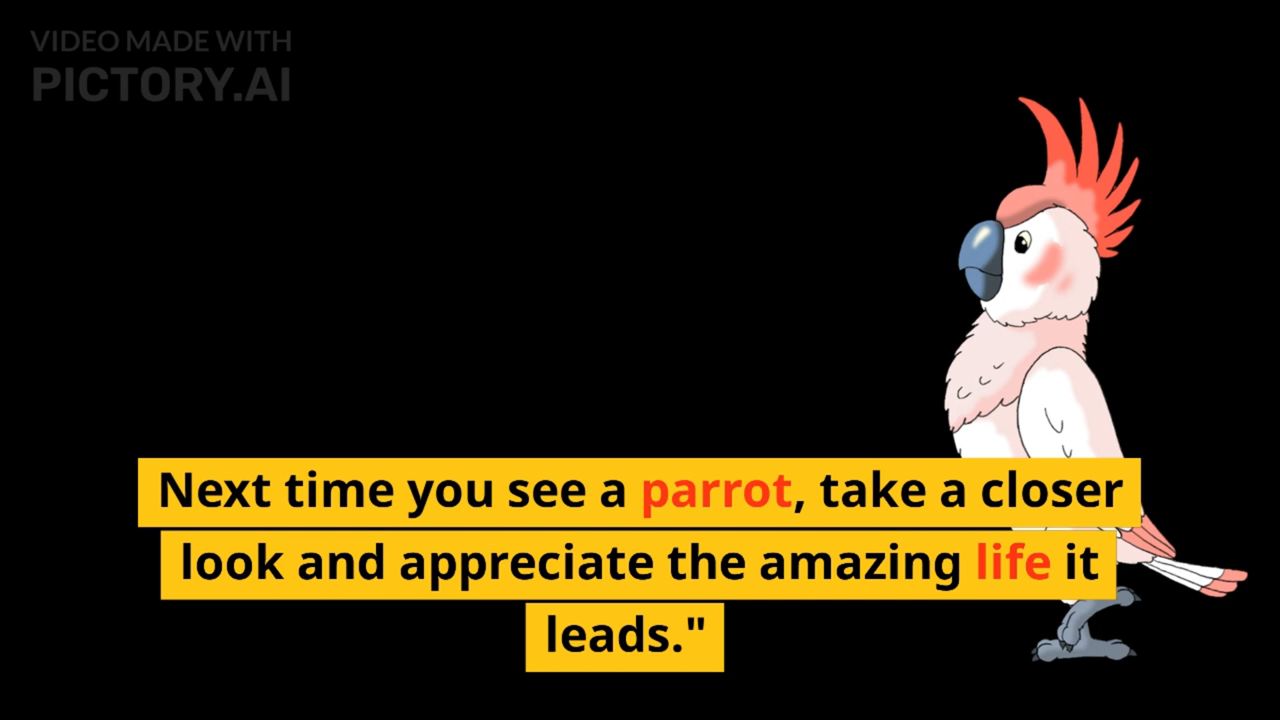 VIDEO MADE WITH
PICTORY.AI
Next time you see a parrot, take a closer
look and appreciate the amazing life it
leads."